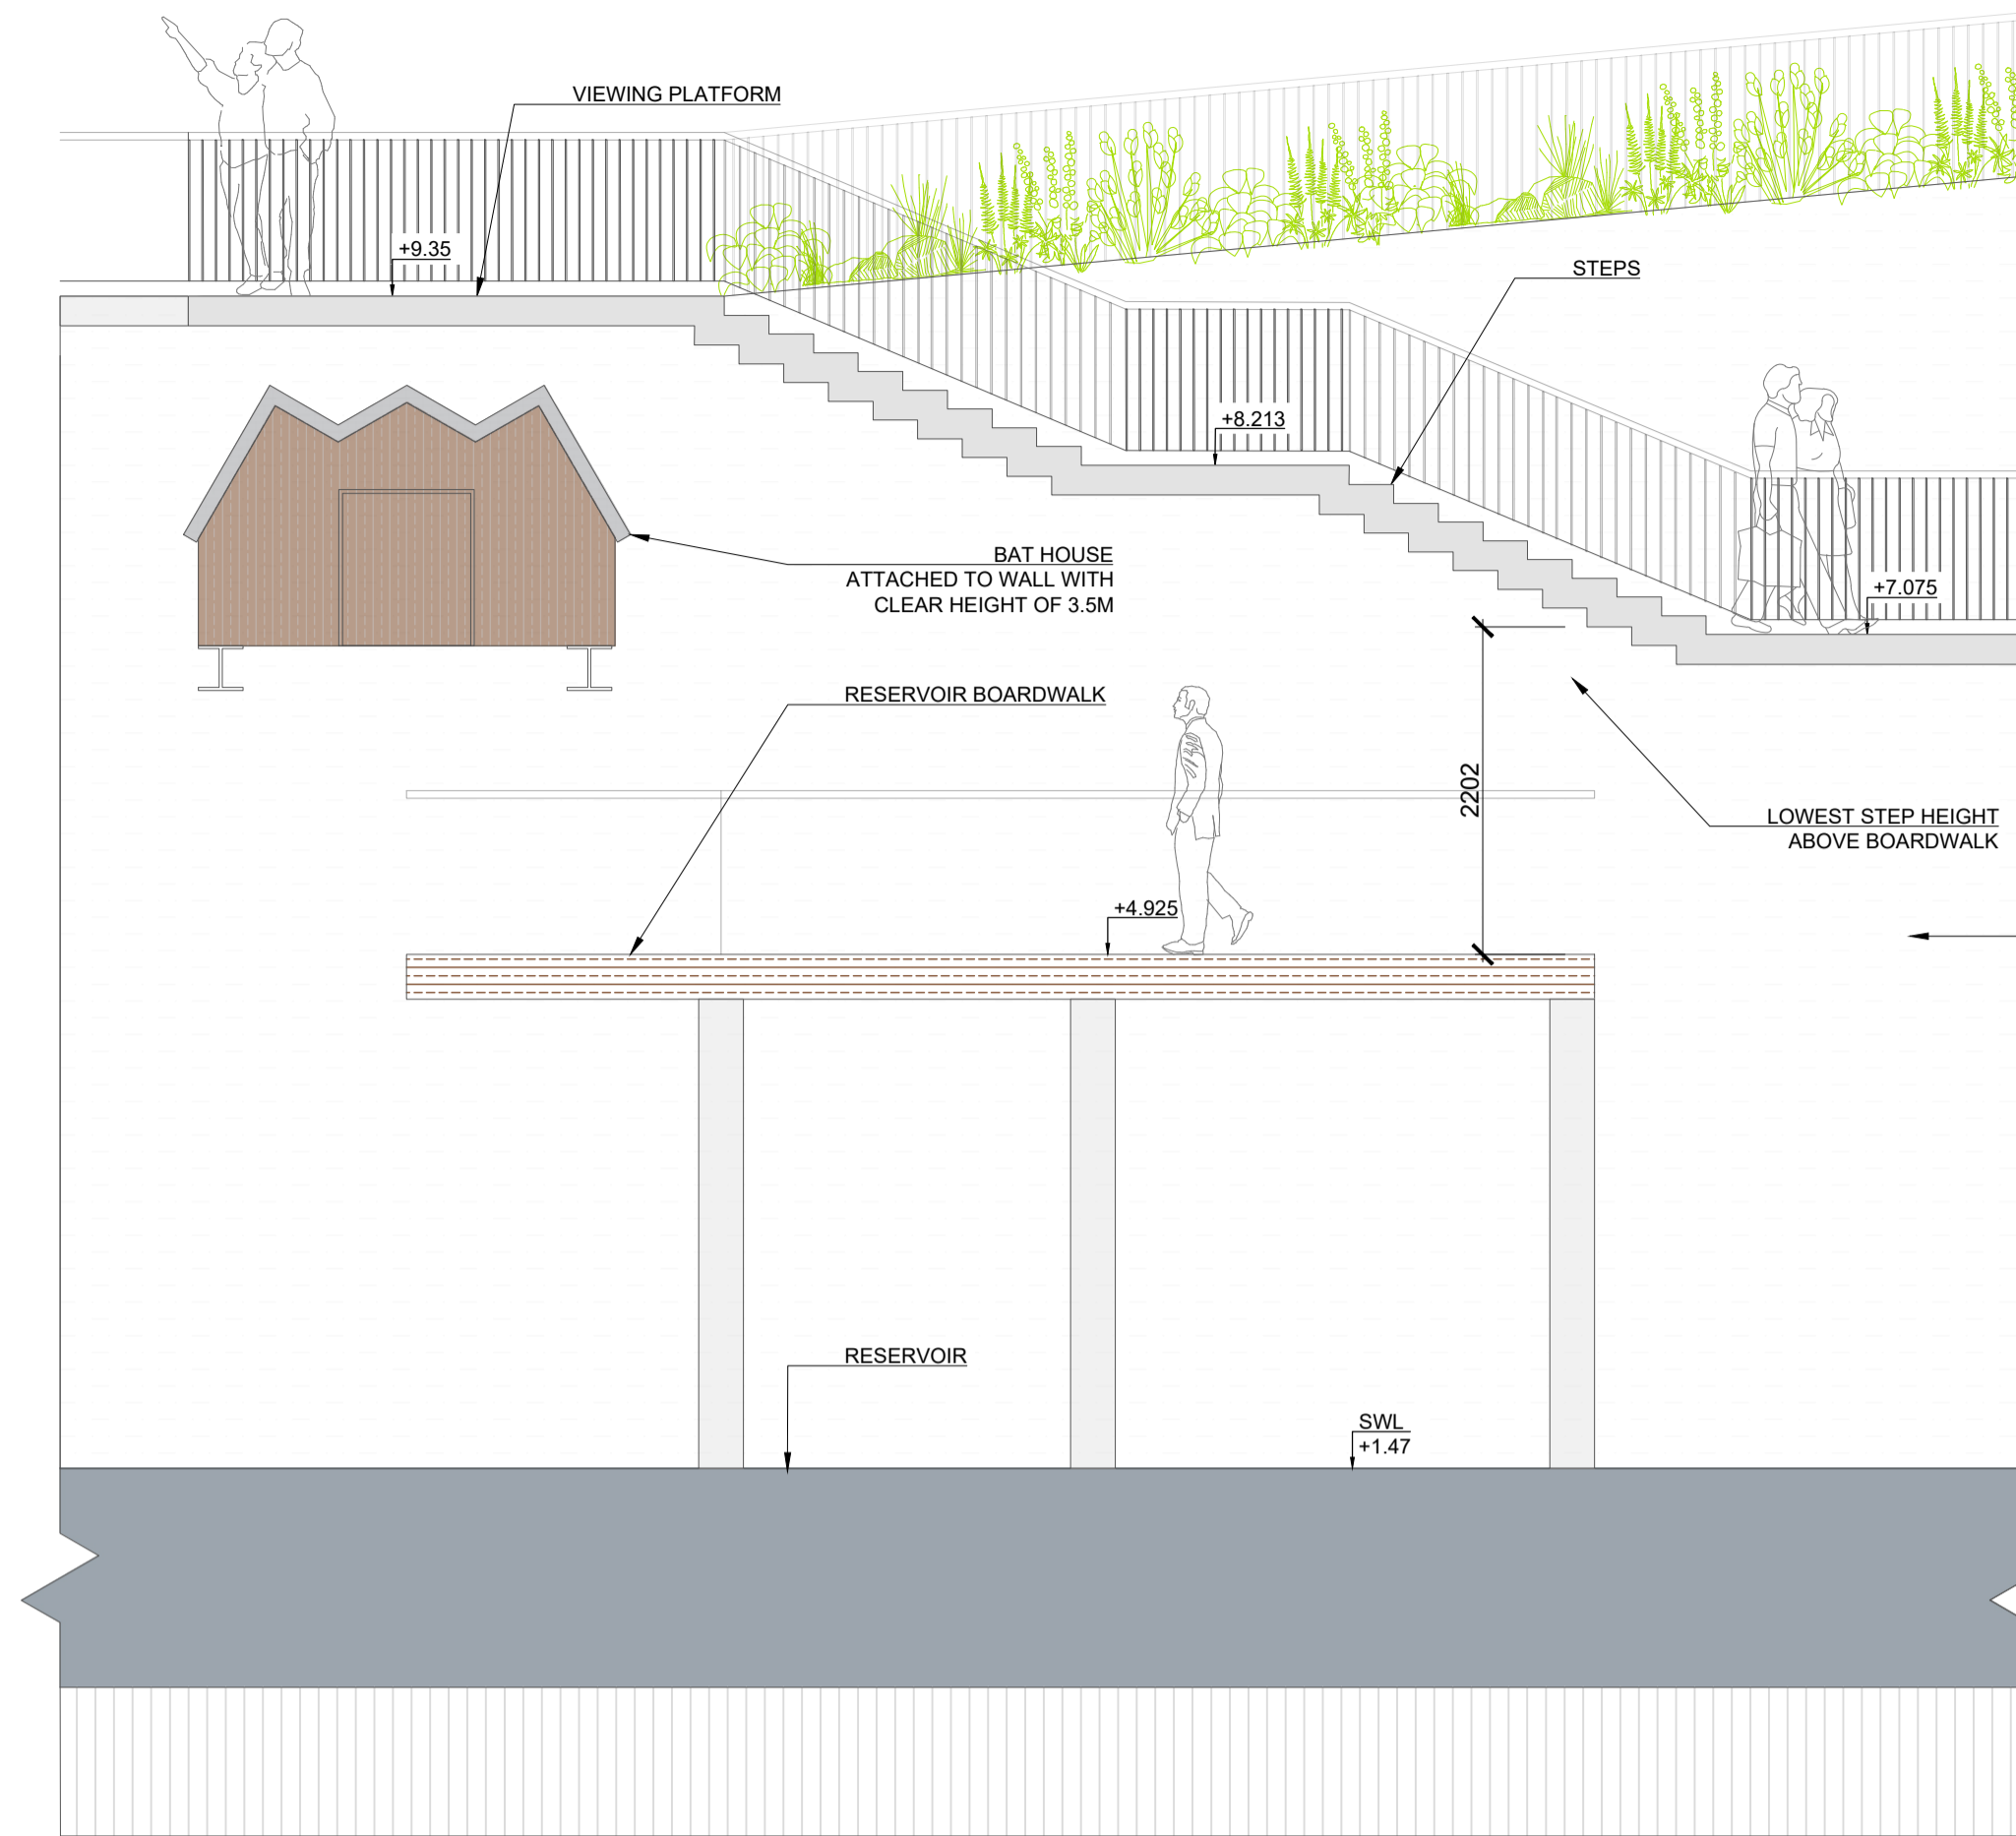 VIEWING PLATFORM
+9.35
STEPS
+8.213
BAT HOUSE
ATTACHED TO WALL WITH
CLEAR HEIGHT OF 3.5M
+7.075
RESERVOIR BOARDWALK
2202
LOWEST STEP HEIGHT
ABOVE BOARDWALK
+4.925
RESERVOIR
SWL
+1.47